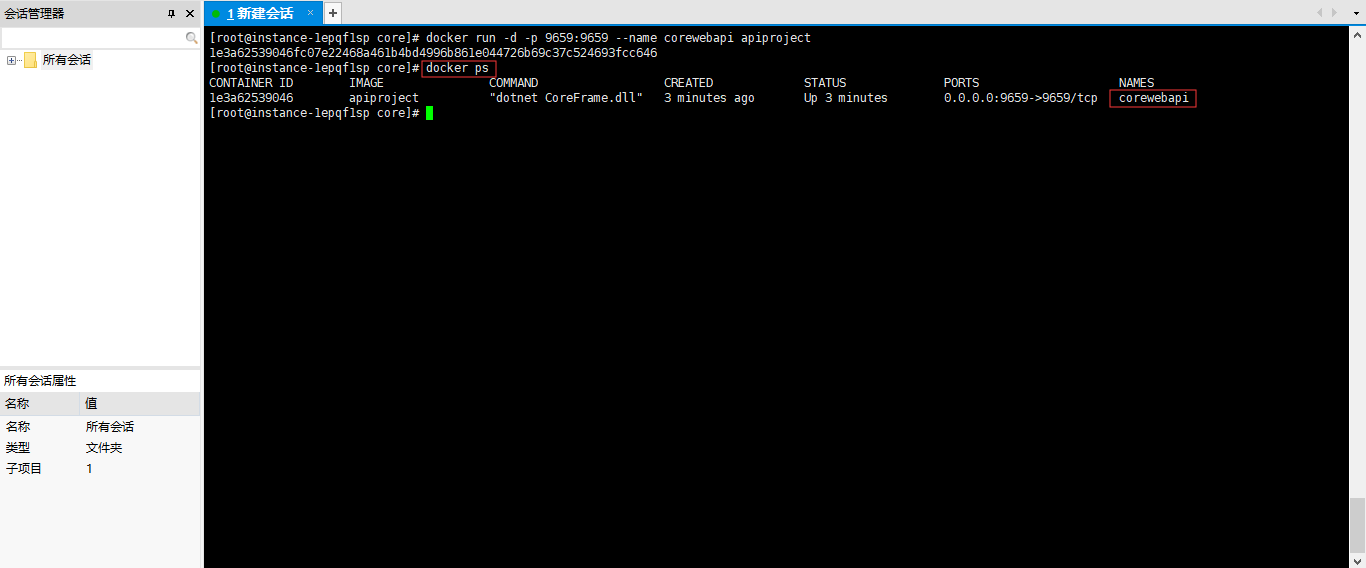 会话管理器
所有会话
所有会话属性
名称 值
名称 所有会话
类型 文件夹
子项目 1
1 新建会话
[root@instance-lepqflsp core]# docker run -d -p 9659:9659 --name corewebapi apiproject
1e3a62539046fc07e22468a461b4bd4996b861e044726b69c37c524693fcc646
[root@instance-lepqflsp core]# docker ps
CONTAINER ID IMAGE COMMAND CREATED STATUS PORTS NAMES
1e3a62539046 apiproject "dotnet CoreFrame.dll" 3 minutes ago Up 3 minutes 0.0.0.0:9659->9659/tcp corewebapi
[root@instance-lepqflsp core]#